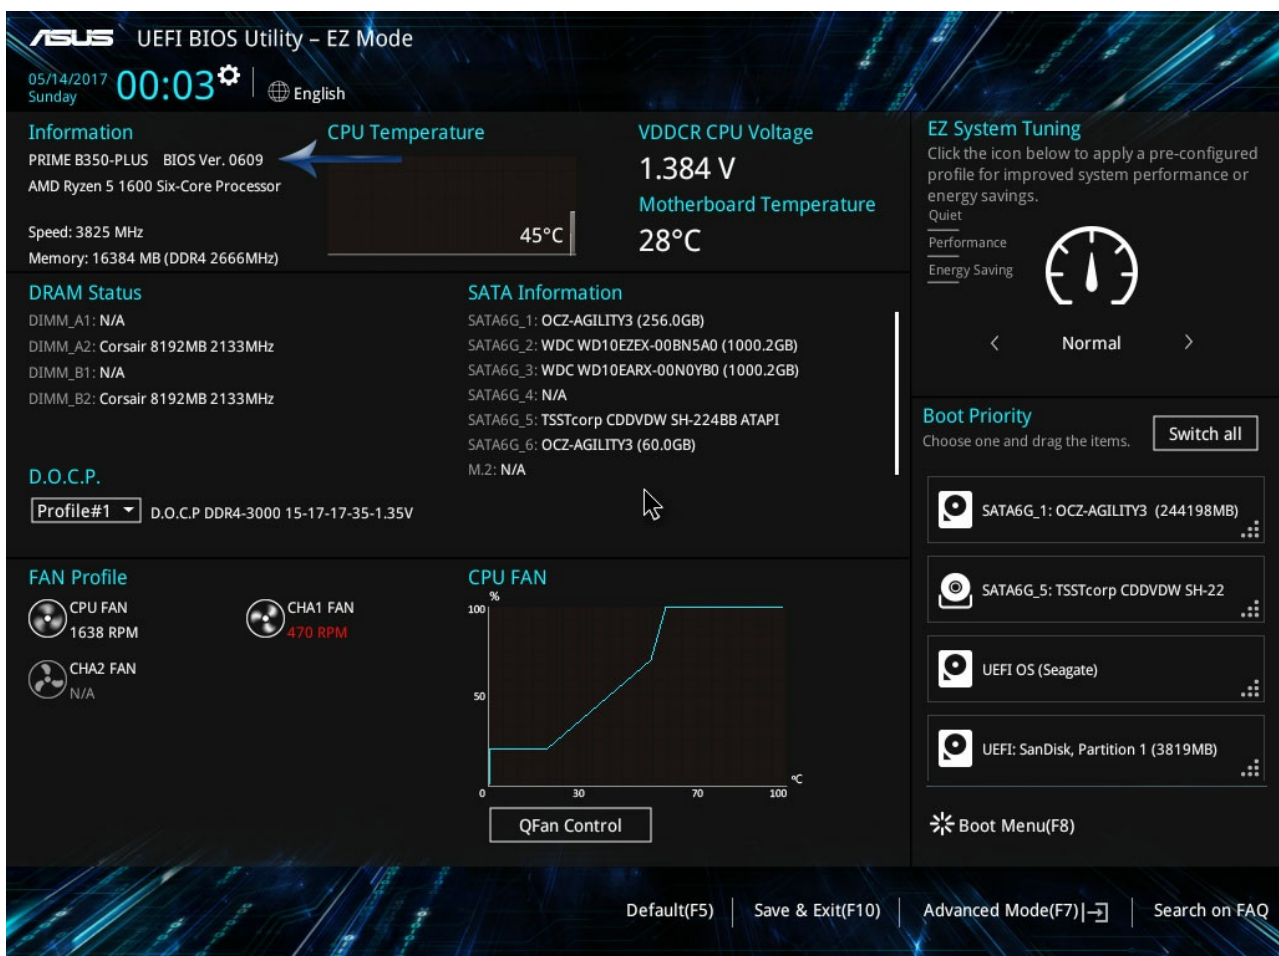 ASUS UEFI BIOS Utility – EZ Mode
05/14/2017
Sunday
00:03
English
Information
PRIME B350-PLUS BIOS Ver. 0609
AMD Ryzen 5 1600 Six-Core Processor
Speed: 3825 MHz
Memory: 16384 MB (DDR4 2666MHz)
CPU Temperature
45°C
VDDCR CPU Voltage
1.384 V
Motherboard Temperature
28°C
EZ System Tuning
Click the icon below to apply a pre-configured
profile for improved system performance or
energy savings.
Quiet
Performance
Energy Saving
Normal
DRAM Status
DIMM_A1: N/A
DIMM_A2: Corsair 8192MB 2133MHz
DIMM_B1: N/A
DIMM_B2: Corsair 8192MB 2133MHz
SATA Information
SATA6G_1: OCZ-AGILITY3 (256.0GB)
SATA6G_2: WDC WD10EZEX-00BN5A0 (1000.2GB)
SATA6G_3: WDC WD10EARX-00N0YB0 (1000.2GB)
SATA6G_4: N/A
SATA6G_5: TSSTcorp CDDVDW SH-224BB ATAPI
SATA6G_6: OCZ-AGILITY3 (60.0GB)
M.2: N/A
D.O.C.P.
Profile#1 D.O.C.P DDR4-3000 15-17-17-35-1.35V
Boot Priority
Choose one and drag the items.
Switch all
SATA6G_1: OCZ-AGILITY3 (244198MB)
SATA6G_5: TSSTcorp CDDVDW SH-22
UEFI OS (Seagate)
UEFI: SanDisk, Partition 1 (3819MB)
Boot Menu(F8)
FAN Profile
CPU FAN
1638 RPM
CHA1 FAN
470 RPM
CHA2 FAN
N/A
CPU FAN
%
100
50
0 30 70 100
°C
QFan Control
Default(F5) Save & Exit(F10) Advanced Mode(F7) Search on FAQ